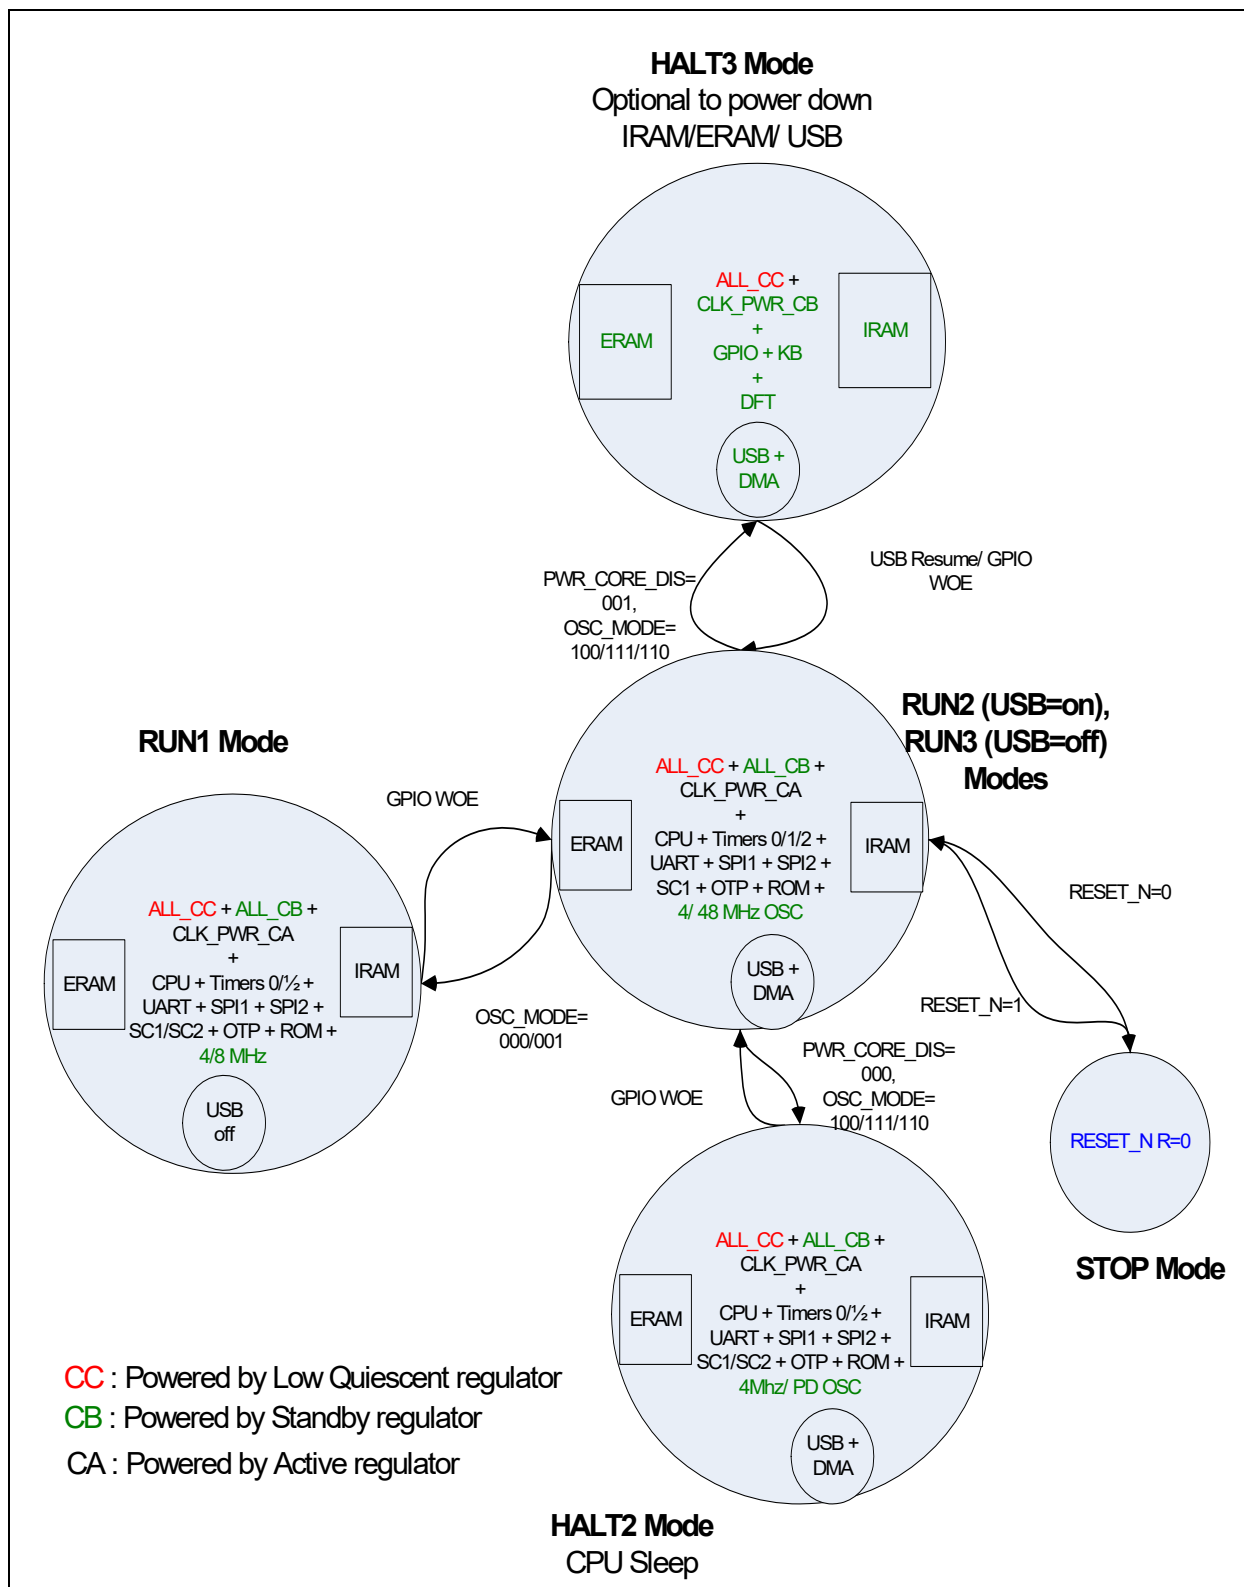 HALT3 Mode
Optional to power down
IRAM/ERAM/ USB
ALL_CC +
CLK_PWR_CB
+
GPIO + KB
+
DFT
ERAM
IRAM
USB +
DMA
PWR_CORE_DIS=
001,
OSC_MODE=
100/111/110
USB Resume/ GPIO
WOE
RUN2 (USB=on),
RUN3 (USB=off)
Modes
ALL_CC + ALL_CB +
CLK_PWR_CA
+
CPU + Timers 0/1/2 +
UART + SPI1 + SPI2 +
SC1 + OTP + ROM +
4/ 48 MHz OSC
ERAM
IRAM
USB +
DMA
RUN1 Mode
GPIO WOE
ALL_CC + ALL_CB +
CLK_PWR_CA
+
CPU + Timers 0/½ +
UART + SPI1 + SPI2 +
SC1/SC2 + OTP + ROM +
4/8 MHz
ERAM
IRAM
USB
off
OSC_MODE=
000/001
RESET_N=0
RESET_N=1
RESET_N R=0
STOP Mode
GPIO WOE
PWR_CORE_DIS=
000,
OSC_MODE=
100/111/110
ALL_CC + ALL_CB +
CLK_PWR_CA
+
CPU + Timers 0/½ +
UART + SPI1 + SPI2 +
SC1/SC2 + OTP + ROM +
4Mhz/ PD OSC
ERAM
IRAM
USB +
DMA
HALT2 Mode
CPU Sleep
CC : Powered by Low Quiescent regulator
CB : Powered by Standby regulator
CA : Powered by Active regulator